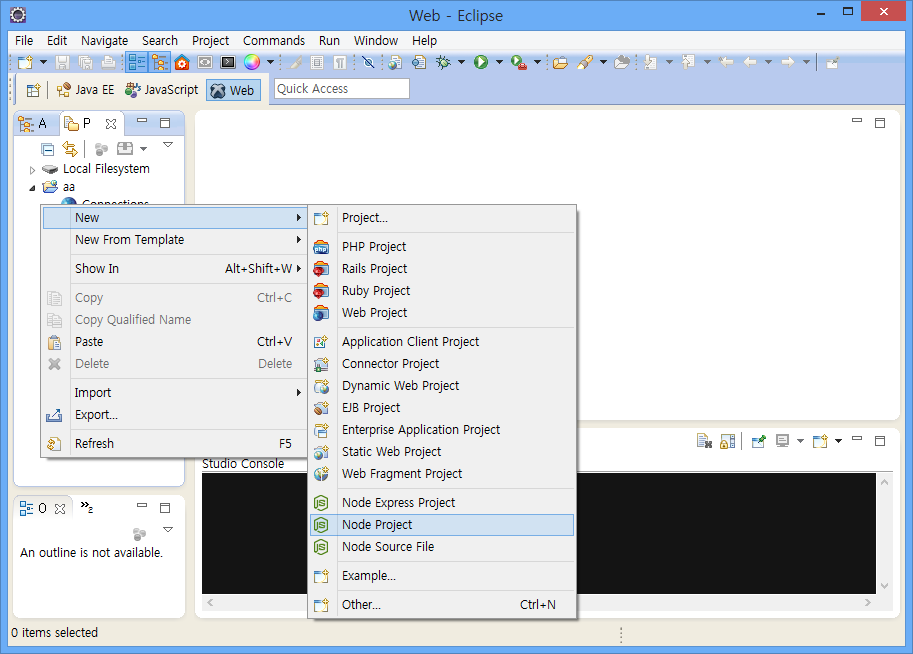 Web - Eclipse
File Edit Navigate Search Project Commands Run Window Help
Java EE JavaScript Web Quick Access
A P
Local Filesystem
aa
Connections
New
New From Template
Show In Alt+Shift+W
Copy Ctrl+C
Copy Qualified Name
Paste Ctrl+V
Delete Delete
Import
Export...
Refresh F5
Project...
PHP Project
Rails Project
Ruby Project
Web Project
Application Client Project
Connector Project
Dynamic Web Project
EJB Project
Enterprise Application Project
Static Web Project
Web Fragment Project
Node Express Project
Node Project
Node Source File
Example...
Other... Ctrl+N
Studio Console
O »2
An outline is not available.
0 items selected